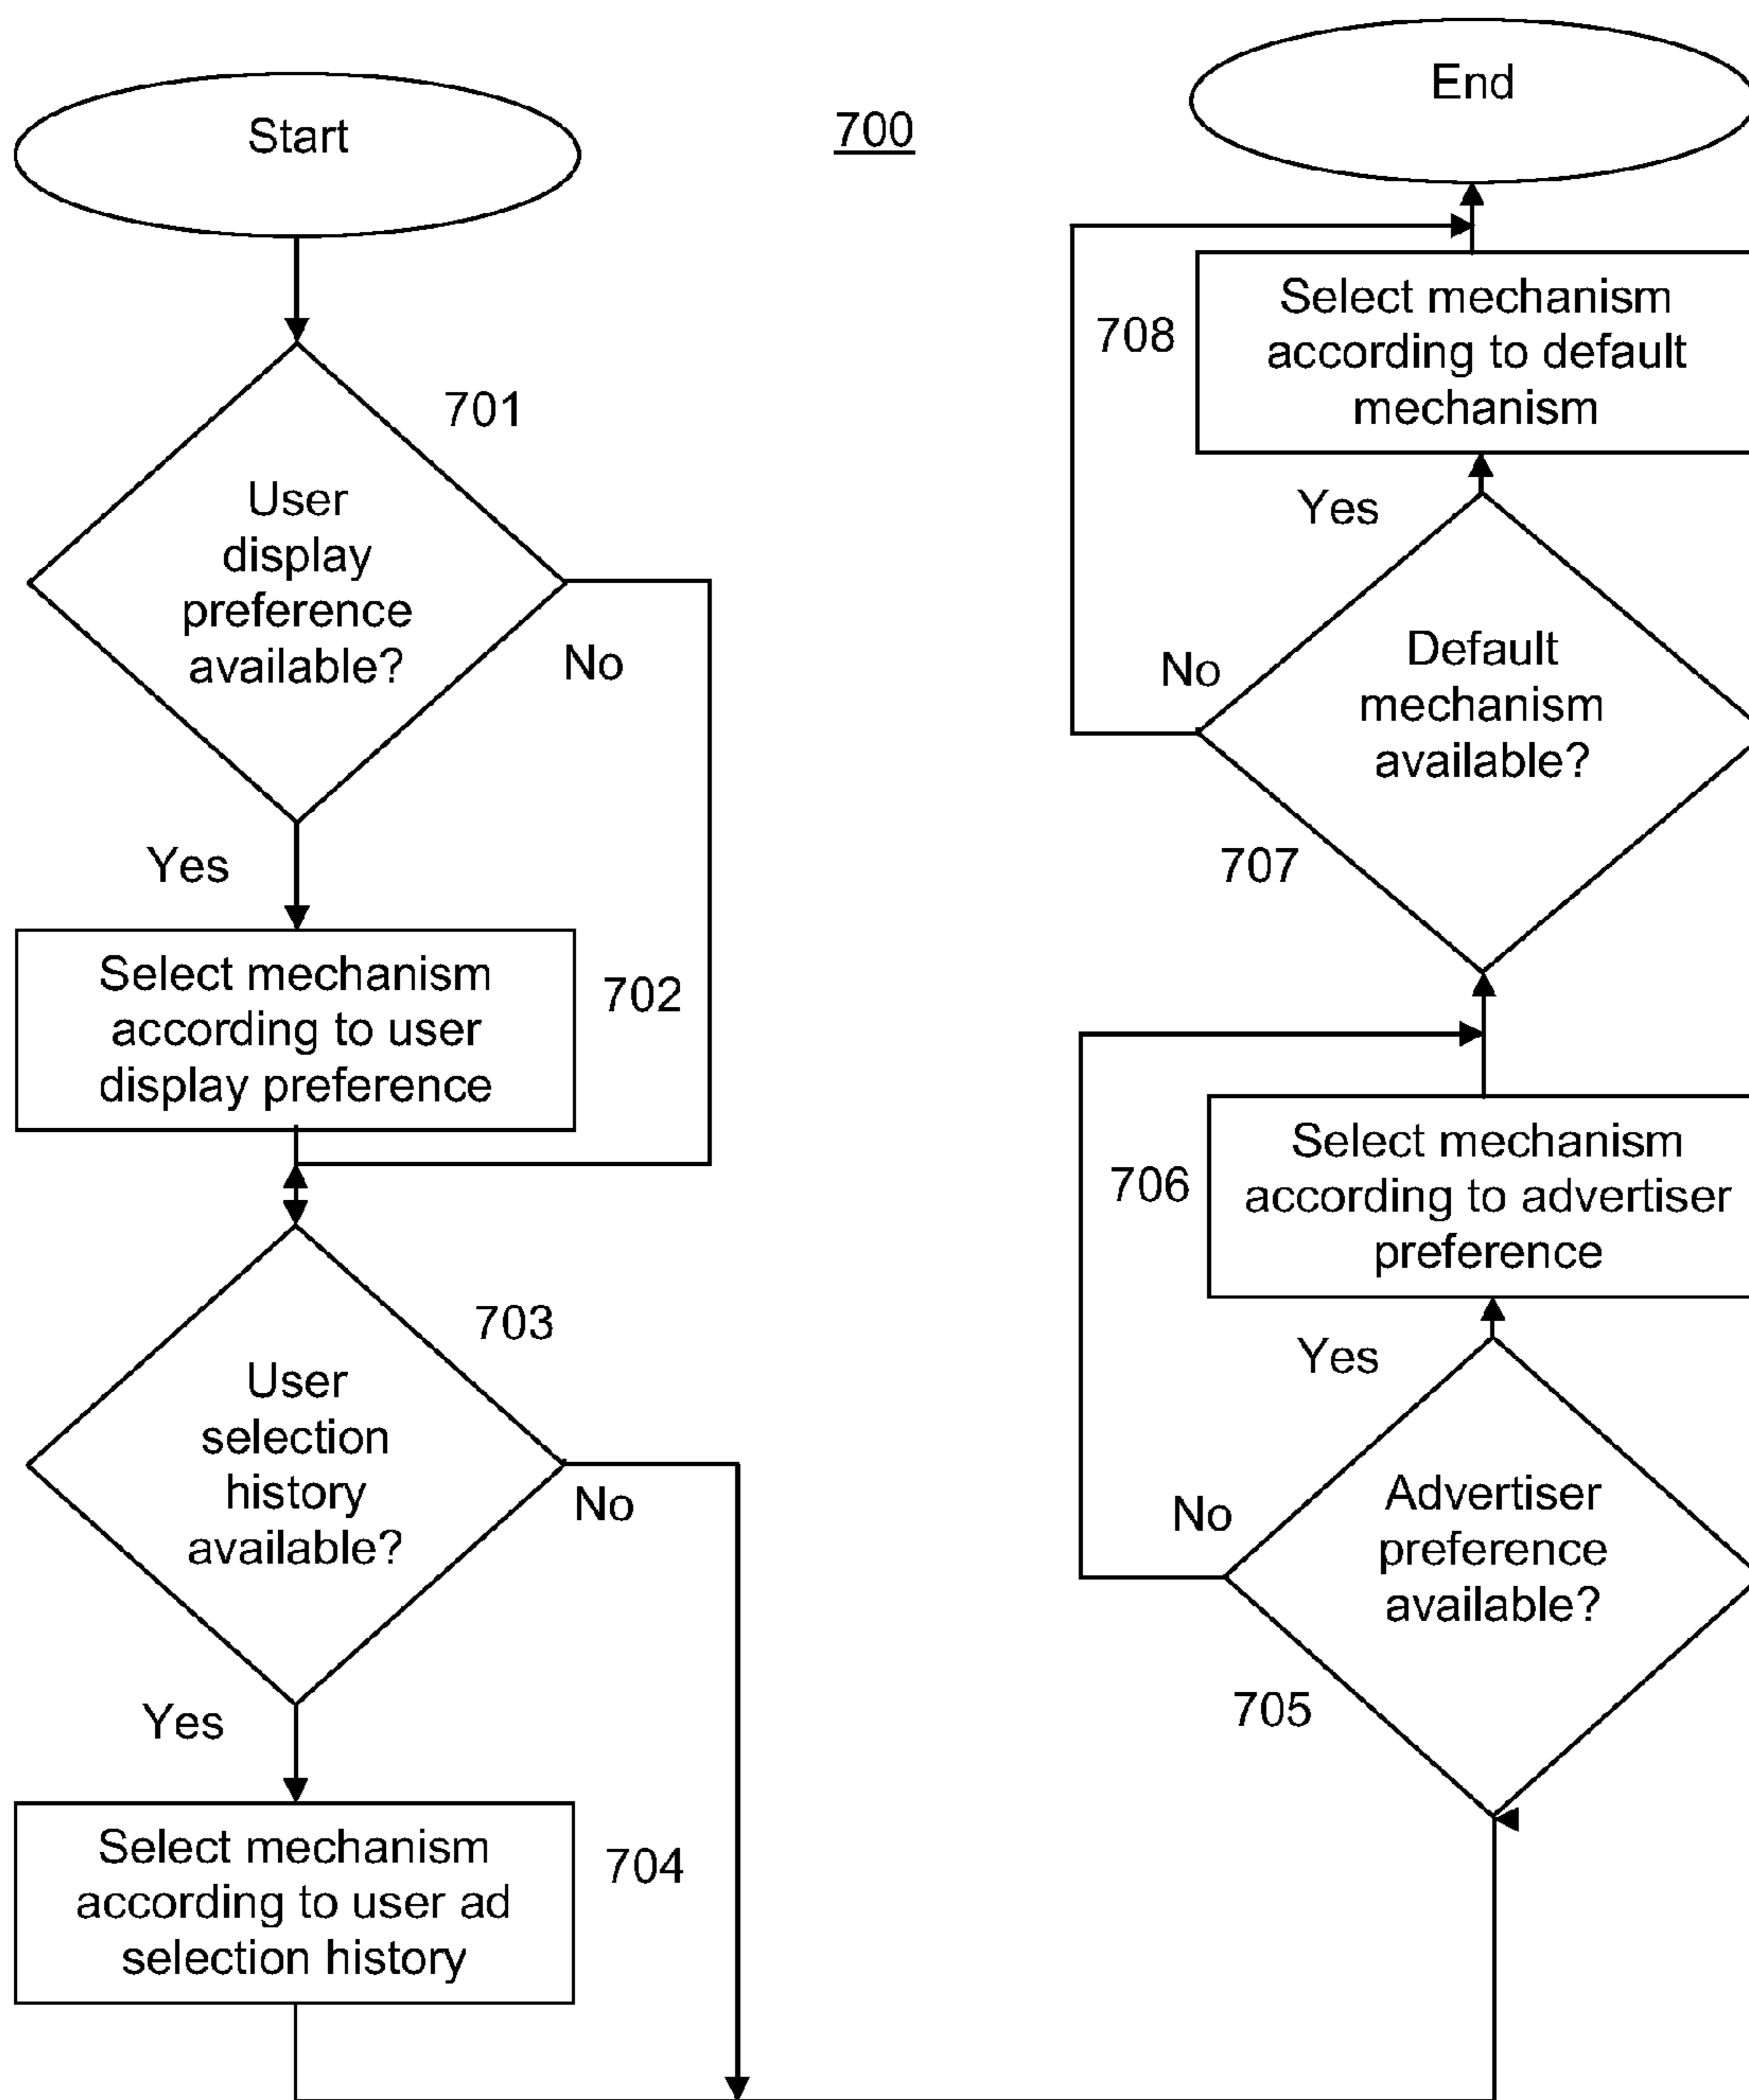 Start
700
701
User
display
preference
available?
No
Yes
Select mechanism
according to user
display preference
702
703
User
selection
history
available?
No
Yes
Select mechanism
according to user ad
selection history
704
End
708
Select mechanism
according to default
mechanism
Yes
No
Default
mechanism
available?
707
706
Select mechanism
according to advertiser
preference
Yes
No
Advertiser
preference
available?
705